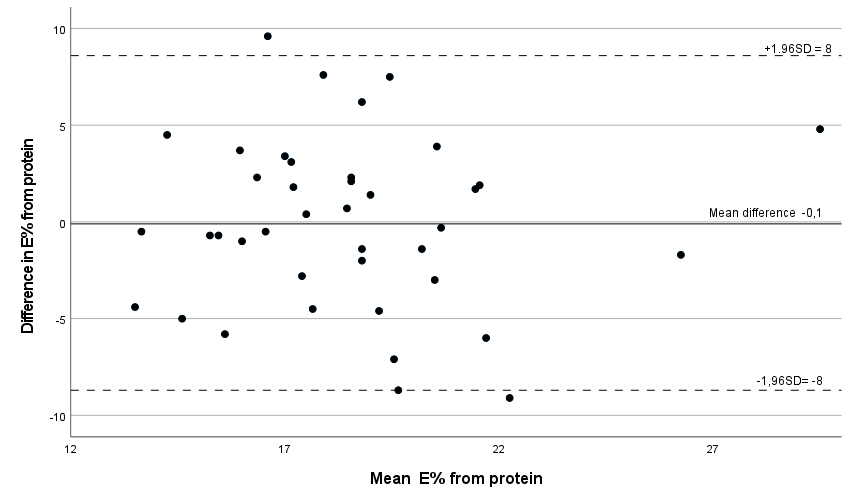 10
+1.96SD = 8
5
Mean difference -0,1
0
-5
-1,96SD= -8
-10
Difference in E% from protein
12
17
22
27
Mean E% from protein